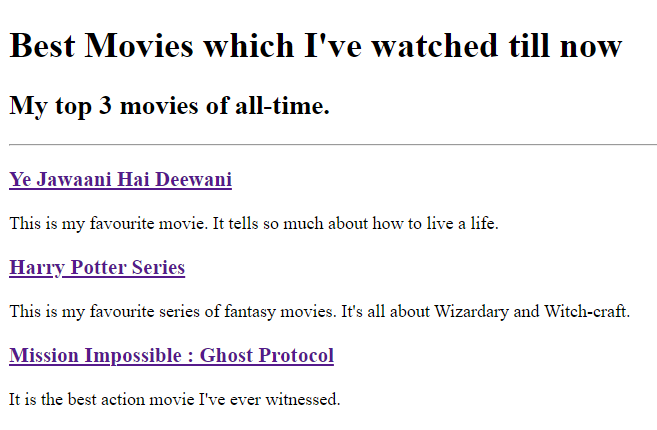 Best Movies which I've watched till now
My top 3 movies of all-time.
Ye Jawaani Hai Deewani
This is my favourite movie. It tells so much about how to live a life.
Harry Potter Series
This is my favourite series of fantasy movies. It's all about Wizardary and Witch-craft.
Mission Impossible : Ghost Protocol
It is the best action movie I've ever witnessed.